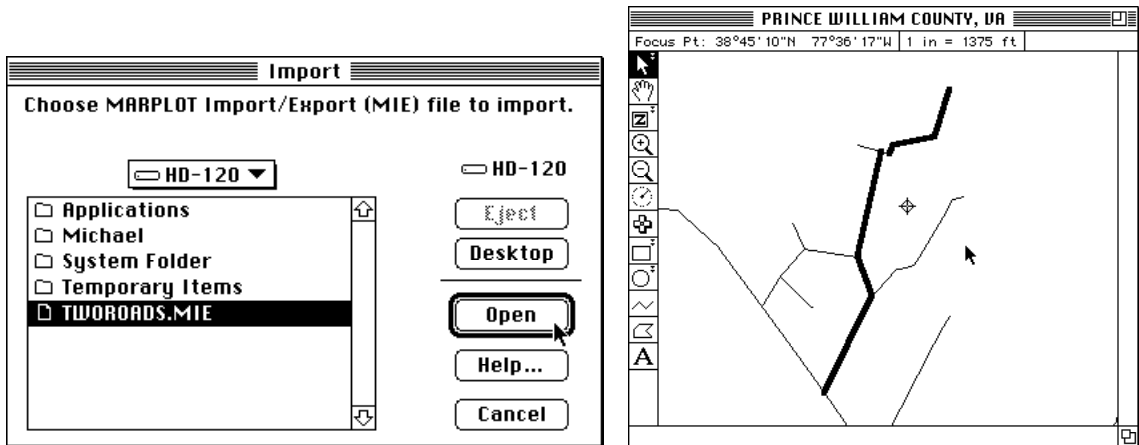 Import
Choose MARPLOT Import/Export (MIE) file to import.
HD-120
HD-120
Applications
Michael
System Folder
Temporary Items
TWOROADS.MIE
Eject
Desktop
Open
Help...
Cancel
PRINCE WILLIAM COUNTY, VA
Focus Pt: 38°45'10"N 77°36'17"W 1 in = 1375 ft
Z
A